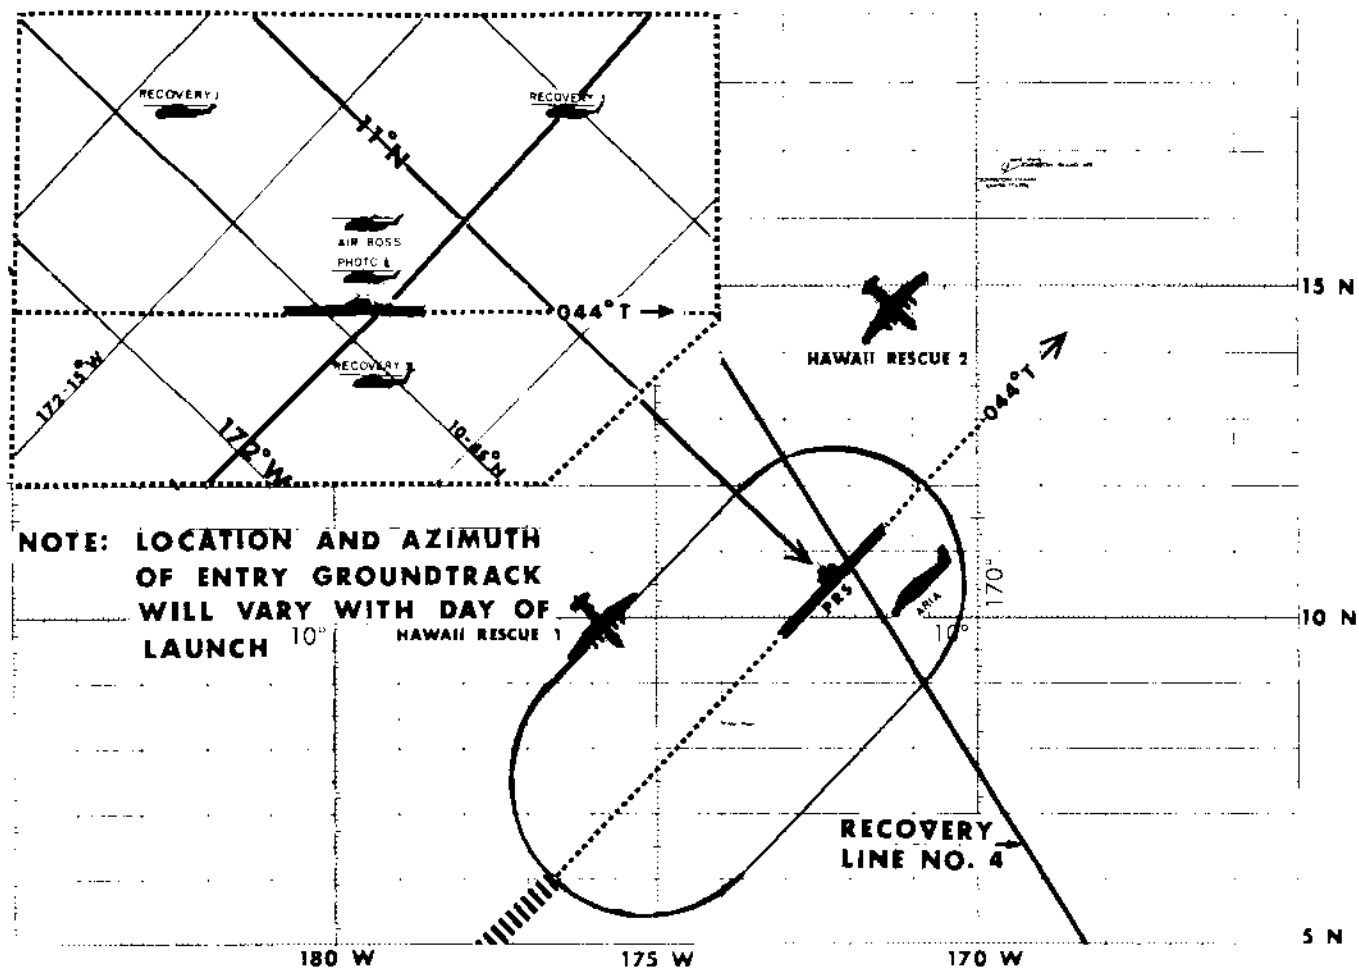 RECOVERY
RECOVERY
11°N
AIR BOSS
PHOTO
044°T
RECOVERY
172-15°W
172°W
10-45°N
15 N
HAWAII RESCUE 2
044°T
NOTE: LOCATION AND AZIMUTH
OF ENTRY GROUNDTRACK
WILL VARY WITH DAY OF
LAUNCH
10°
HAWAII RESCUE 1
PRS
ARIA
170°
10°
10 N
RECOVERY
LINE NO. 4
5 N
180 W
175 W
170 W